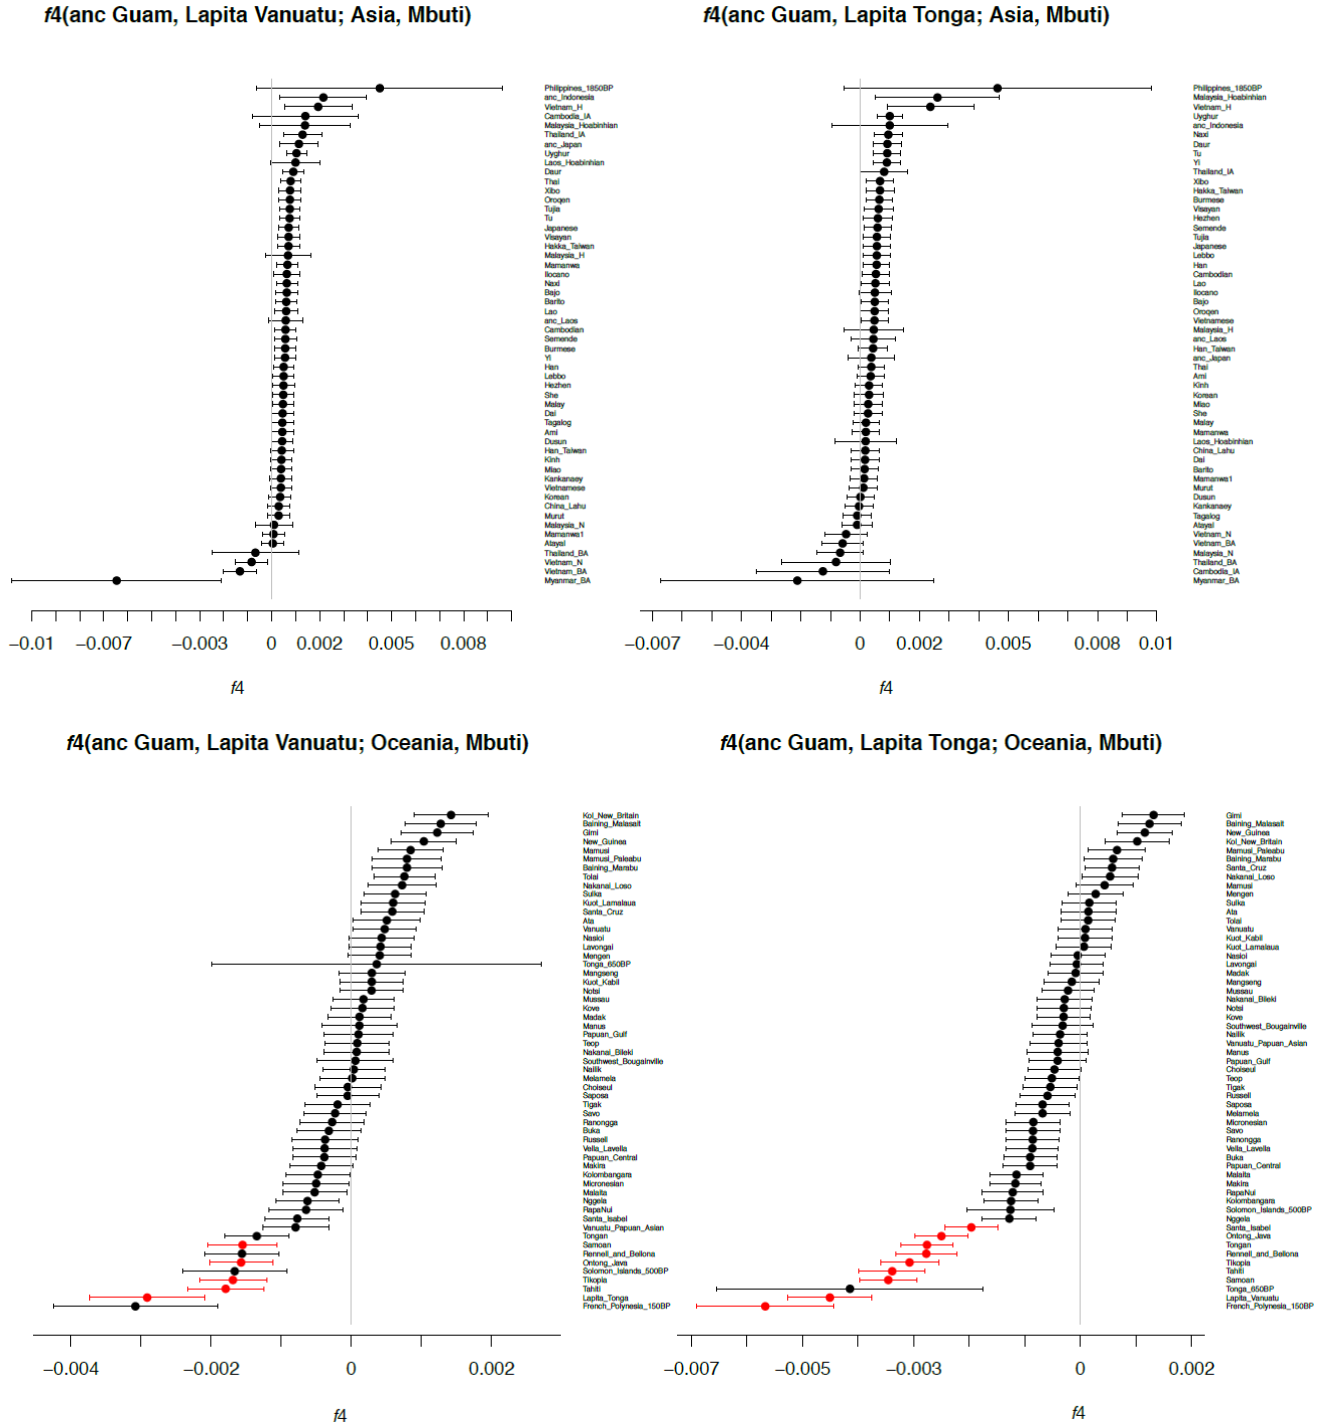 f4(anc Guam, Lapita Vanuatu; Asia, Mbuti)
Philippines_1850BP
anc_Indonesia
Vietnam_H
Cambodia_IA
Malaysia_Hoabinhian
Thailand_IA
anc_Japan
Uyghur
Laos_Hoabinhian
Daur
Thai
Xibo
Oroqen
Tujia
Tu
Japanese
Visayan
Hakka_Taiwan
Malaysia_H
Mamanwa
Ilocano
Naxi
Bajo
Barito
Lao
anc_Laos
Cambodian
Semende
Burmese
Yi
Han
Lebbo
Hezhen
She
Malay
Dai
Tagalog
Ami
Dusun
Han_Taiwan
Kinh
Miao
Kankanaey
Vietnamese
Korean
China_Lahu
Murut
Malaysia_N
Mamanwa1
Atayal
Thailand_BA
Vietnam_N
Vietnam_BA
Myanmar_BA
−0.01 −0.007 −0.003 0 0.002 0.005 0.008
f4
f4(anc Guam, Lapita Tonga; Asia, Mbuti)
Philippines_1850BP
Malaysia_Hoabinhian
Vietnam_H
Uyghur
anc_Indonesia
Naxi
Daur
Tu
Yi
Thailand_IA
Xibo
Hakka_Taiwan
Burmese
Visayan
Hezhen
Semende
Tujia
Japanese
Lebbo
Han
Cambodian
Lao
Ilocano
Bajo
Oroqen
Vietnamese
Malaysia_H
anc_Laos
Han_Taiwan
anc_Japan
Thai
Ami
Kinh
Korean
Miao
She
Malay
Mamanwa
Laos_Hoabinhian
China_Lahu
Dai
Barito
Mamanwa1
Murut
Dusun
Kankanaey
Tagalog
Atayal
Vietnam_N
Vietnam_BA
Malaysia_N
Thailand_BA
Cambodia_IA
Myanmar_BA
−0.007 −0.004 0 0.002 0.005 0.008 0.01
f4
f4(anc Guam, Lapita Vanuatu; Oceania, Mbuti)
Kol_New_Britain
Baining_Malasait
Gimi
New_Guinea
Mamusi
Mamusi_Paleabu
Baining_Marabu
Tolai
Nakanai_Loso
Sulka
Kuot_Lamalaua
Santa_Cruz
Ata
Vanuatu
Nasioi
Lavongai
Mengen
Tonga_650BP
Mangseng
Kuot_Kabil
Notsi
Mussau
Kove
Madak
Manus
Papuan_Gulf
Teop
Nakanai_Bileki
Southwest_Bougainville
Nailik
Melamela
Choiseul
Saposa
Tigak
Savo
Ranongga
Buka
Russell
Vella_Lavella
Papuan_Central
Makira
Kolombangara
Micronesian
Malaita
Nggela
RapaNui
Santa_Isabel
Vanuatu_Papuan_Asian
Tongan
Samoan
Rennell_and_Bellona
Ontong_Java
Solomon_Islands_500BP
Tikopia
Tahiti
Lapita_Tonga
French_Polynesia_150BP
−0.004 −0.002 0 0.002
f4
f4(anc Guam, Lapita Tonga; Oceania, Mbuti)
Gimi
Baining_Malasait
New_Guinea
Kol_New_Britain
Mamusi_Paleabu
Baining_Marabu
Santa_Cruz
Nakanai_Loso
Mamusi
Mengen
Sulka
Ata
Tolai
Vanuatu
Kuot_Kabil
Kuot_Lamalaua
Nasioi
Lavongai
Madak
Mangseng
Mussau
Nakanai_Bileki
Notsi
Kove
Southwest_Bougainville
Nailik
Vanuatu_Papuan_Asian
Manus
Papuan_Gulf
Choiseul
Teop
Tigak
Russell
Saposa
Melamela
Micronesian
Savo
Ranongga
Vella_Lavella
Buka
Papuan_Central
Malaita
Makira
RapaNui
Kolombangara
Solomon_Islands_500BP
Nggela
Santa_Isabel
Ontong_Java
Tongan
Rennell_and_Bellona
Tikopia
Tahiti
Samoan
Tonga_650BP
Lapita_Vanuatu
French_Polynesia_150BP
−0.007 −0.005 −0.003 0 0.002
f4